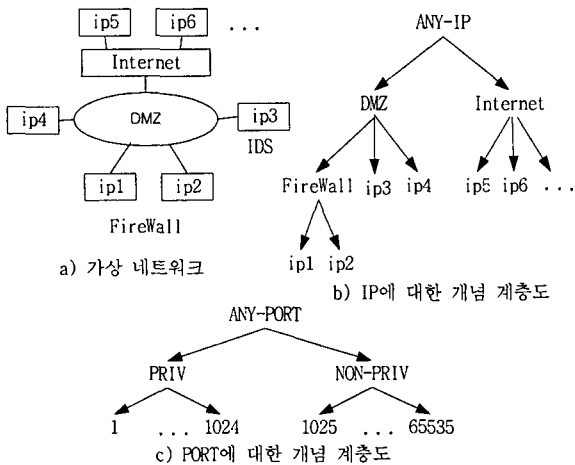 ip5 ip6 ...
Internet
ip4 DMZ ip3
IDS
ip1 ip2
FireWall
a) 가상 네트워크
ANY-IP
DMZ Internet
FireWall ip3 ip4 ip5 ip6 ...
ip1 ip2
b) IP에 대한 개념 계층도
ANY-PORT
PRIV NON-PRIV
1 ... 1024 1025 ... 65535
c) PORT에 대한 개념 계층도